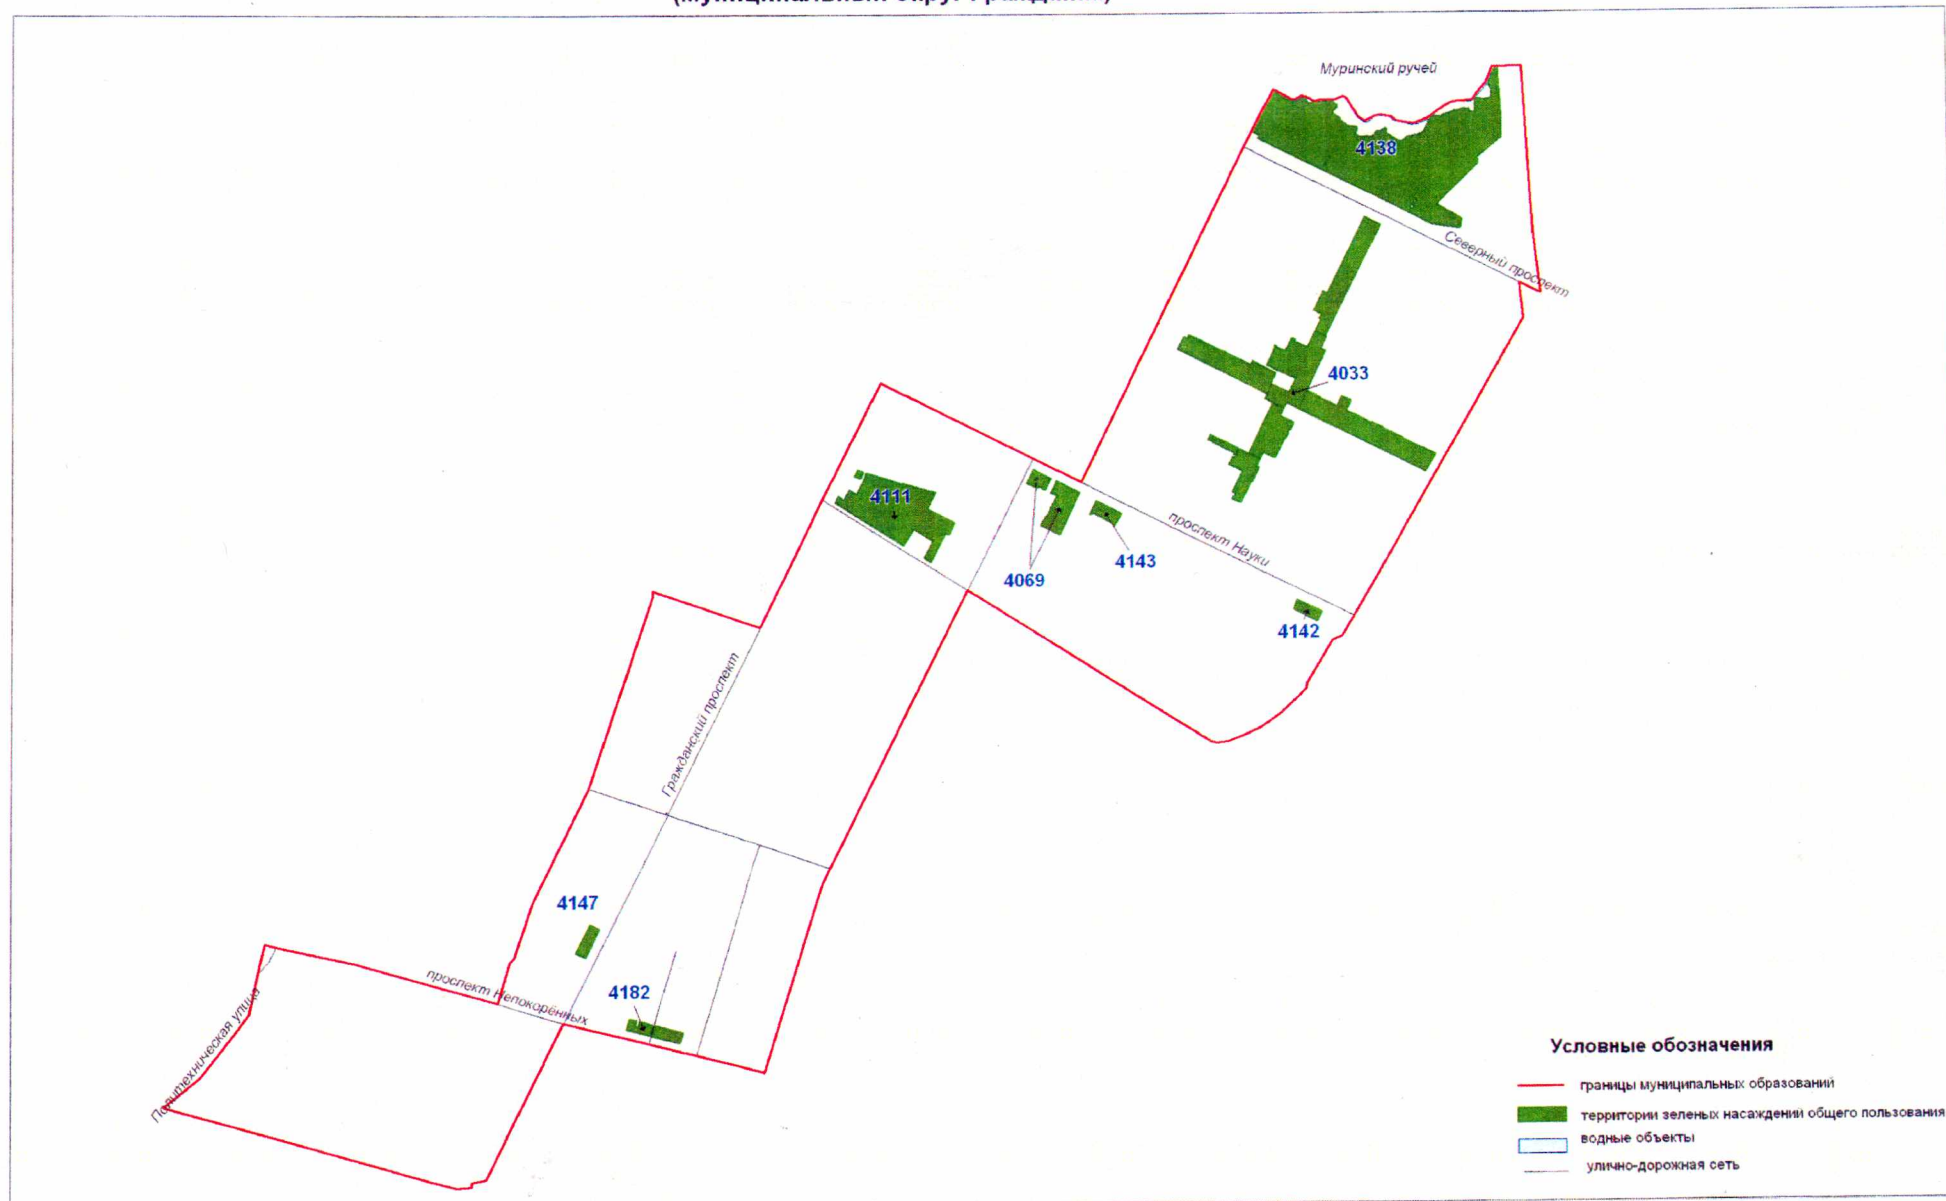 Муринский ручей
4138
Северный проспект
4033
4111
проспект Науки
4143
4069
4142
Гражданский проспект
4147
проспект Непокорённых
4182
Политехническая улица
Условные обозначения
границы муниципальных образований
территории зеленых насаждений общего пользования
водные объекты
улично-дорожная сеть